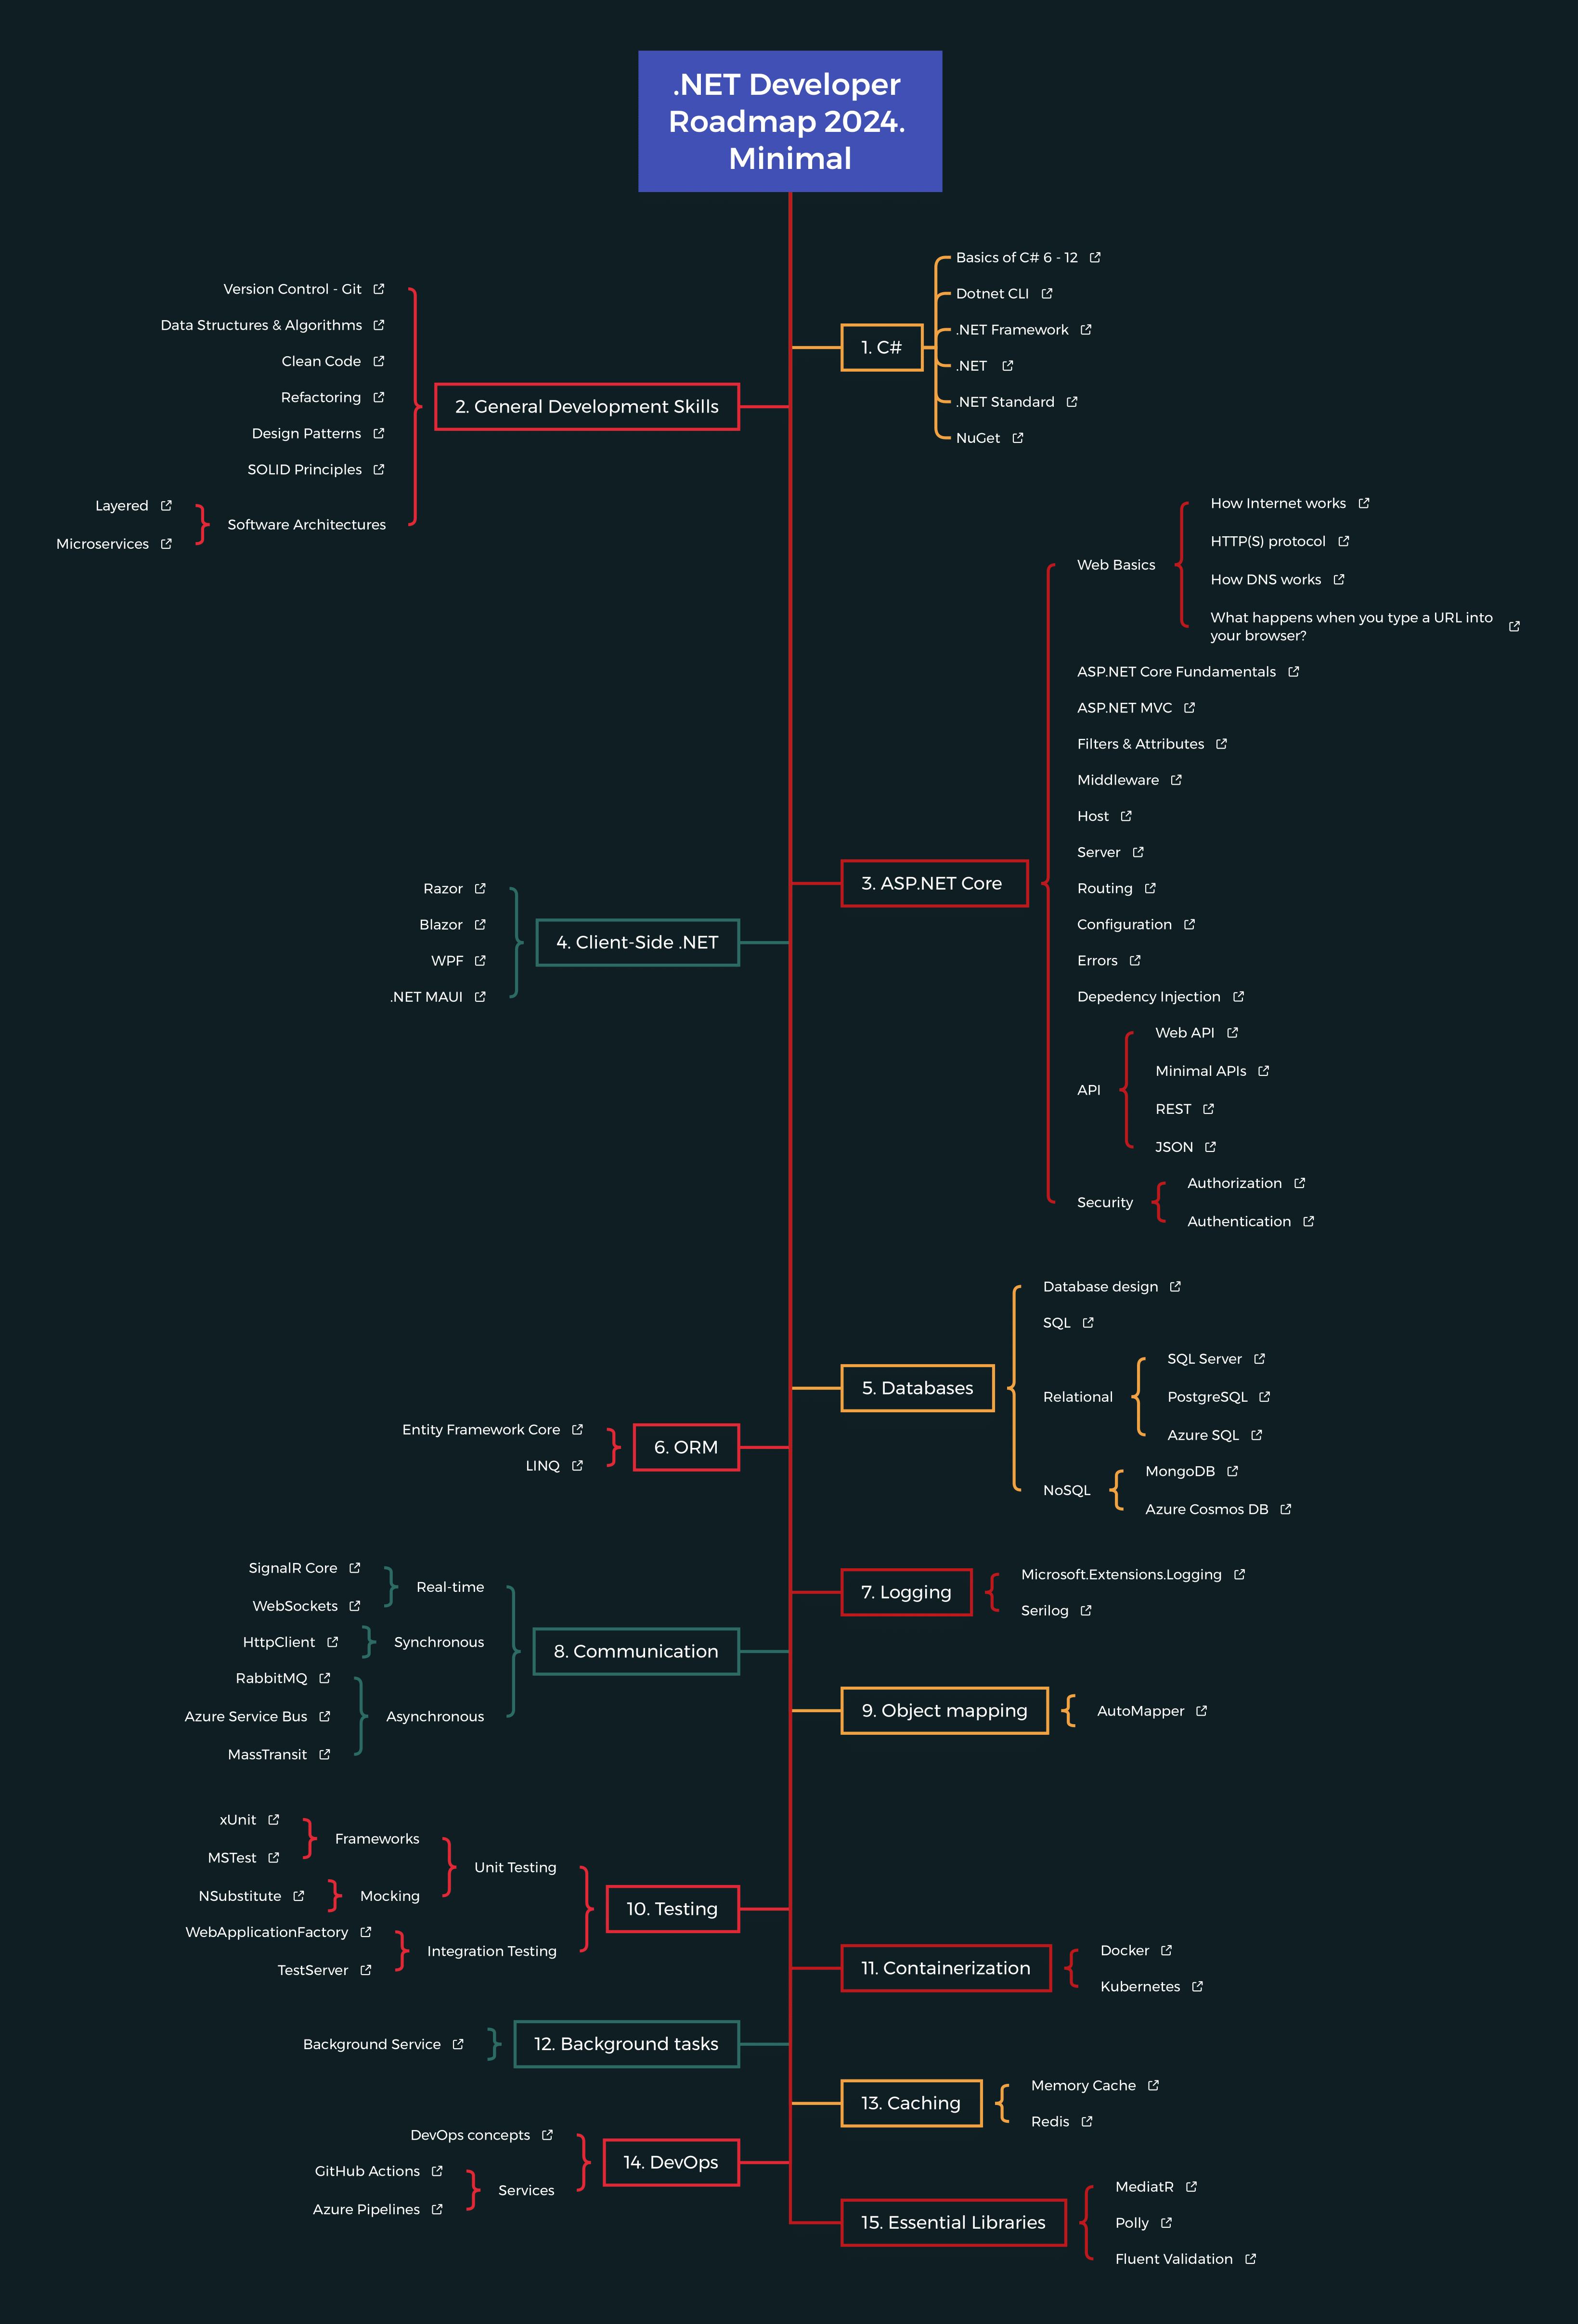 .NET Developer
Roadmap 2024.
Minimal
1. C#
Basics of C# 6 - 12
Dotnet CLI
.NET Framework
.NET
.NET Standard
NuGet
2. General Development Skills
Version Control - Git
Data Structures & Algorithms
Clean Code
Refactoring
Design Patterns
SOLID Principles
Software Architectures
Layered
Microservices
3. ASP.NET Core
Web Basics
How Internet works
HTTP(S) protocol
How DNS works
What happens when you type a URL into
your browser?
ASP.NET Core Fundamentals
ASP.NET MVC
Filters & Attributes
Middleware
Host
Server
Routing
Configuration
Errors
Depedency Injection
API
Web API
Minimal APIs
REST
JSON
Security
Authorization
Authentication
4. Client-Side .NET
Razor
Blazor
WPF
.NET MAUI
5. Databases
Database design
SQL
Relational
SQL Server
PostgreSQL
Azure SQL
NoSQL
MongoDB
Azure Cosmos DB
6. ORM
Entity Framework Core
LINQ
7. Logging
Microsoft.Extensions.Logging
Serilog
8. Communication
Real-time
SignalR Core
WebSockets
Synchronous
HttpClient
Asynchronous
RabbitMQ
Azure Service Bus
MassTransit
9. Object mapping
AutoMapper
10. Testing
Unit Testing
Frameworks
xUnit
MSTest
Mocking
NSubstitute
Integration Testing
WebApplicationFactory
TestServer
11. Containerization
Docker
Kubernetes
12. Background tasks
Background Service
13. Caching
Memory Cache
Redis
14. DevOps
DevOps concepts
Services
GitHub Actions
Azure Pipelines
15. Essential Libraries
MediatR
Polly
Fluent Validation